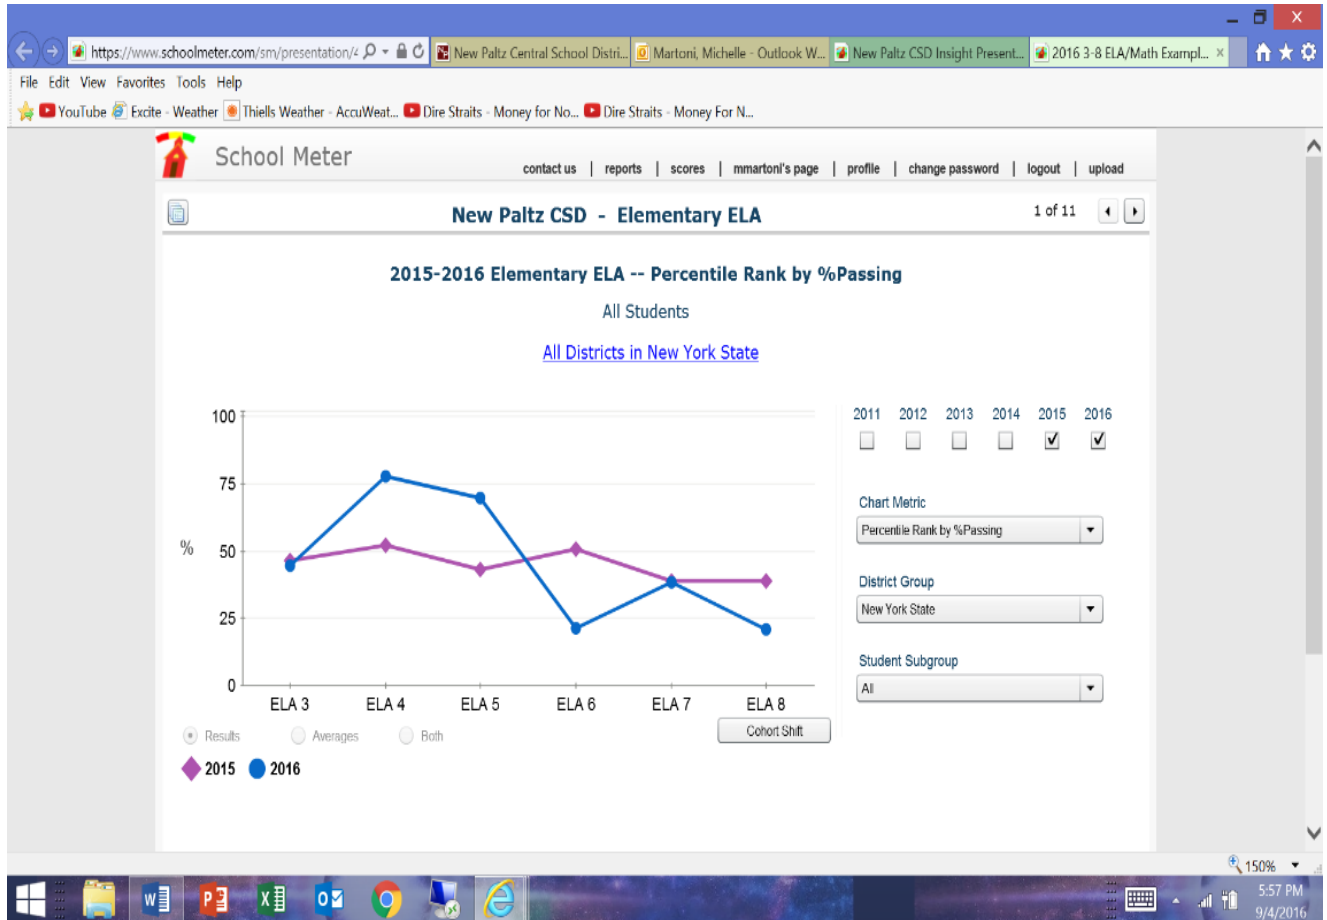 https://www.schoolmeter.com/sm/presentation/4
New Paltz Central School Distri...
Martoni, Michelle - Outlook W...
New Paltz CSD Insight Present...
2016 3-8 ELA/Math Exampl...
File Edit View Favorites Tools Help
YouTube Excite - Weather Thiells Weather - AccuWeat... Dire Straits - Money for No... Dire Straits - Money For N...
School Meter
contact us | reports | scores | mmartoni's page | profile | change password | logout | upload
New Paltz CSD - Elementary ELA
1 of 11
2015-2016 Elementary ELA -- Percentile Rank by %Passing
All Students
All Districts in New York State
100
75
50
25
0
%
ELA 3 ELA 4 ELA 5 ELA 6 ELA 7 ELA 8
2011 2012 2013 2014 2015 2016
Chart Metric
Percentile Rank by %Passing
District Group
New York State
Student Subgroup
All
Results Averages Both
Cohort Shift
2015 2016
150%
5:57 PM
9/4/2016